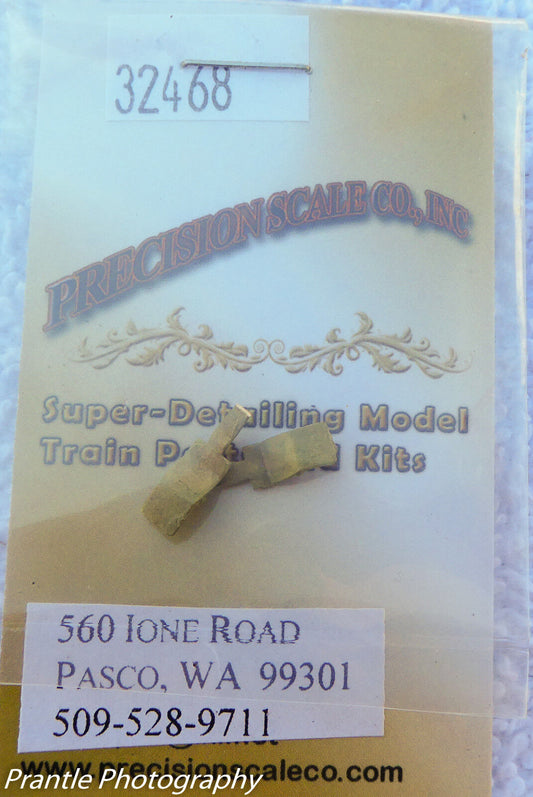 32468
PRECISION SCALE CO., INC
Super-Detailing Model
Train Kits
560 IONE ROAD
PASCO, WA 99301
509-528-9711
www.precisionscaleco.com
Prantle Photography